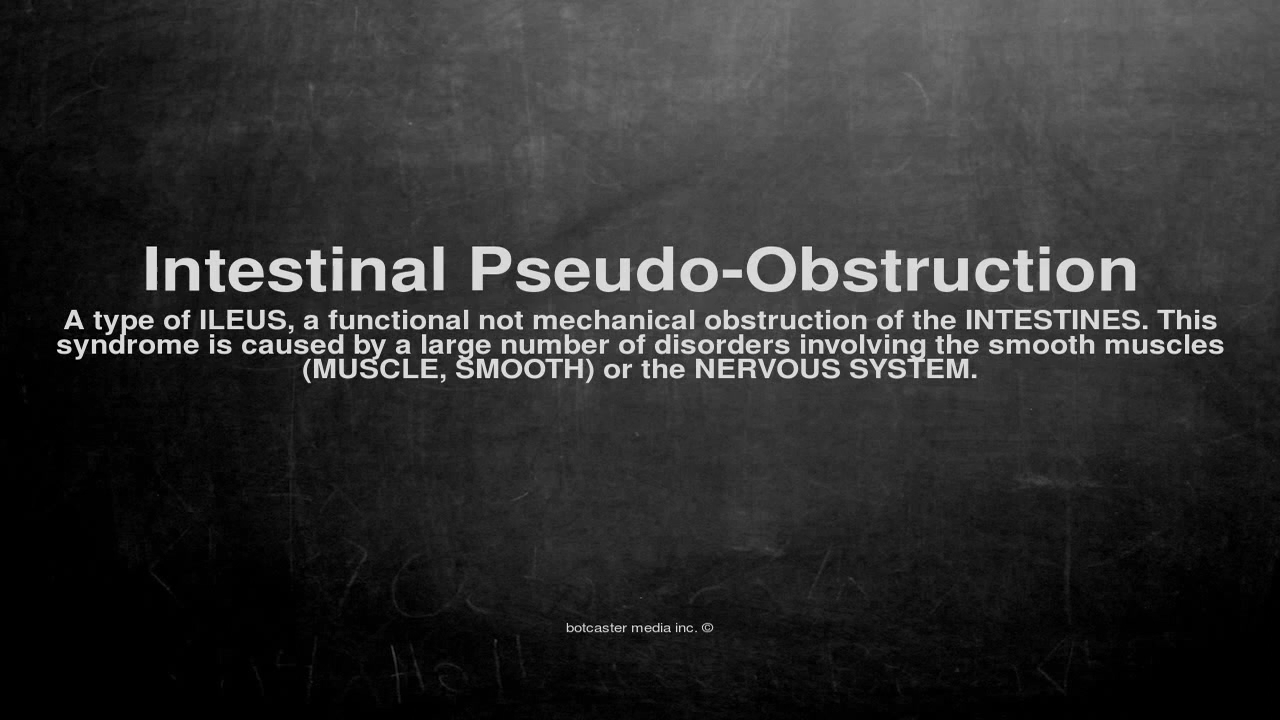 Intestinal Pseudo-Obstruction
A type of ILEUS, a functional not mechanical obstruction of the INTESTINES. This
syndrome is caused by a large number of disorders involving the smooth muscles
(MUSCLE, SMOOTH) or the NERVOUS SYSTEM.
botcaster media inc. ©